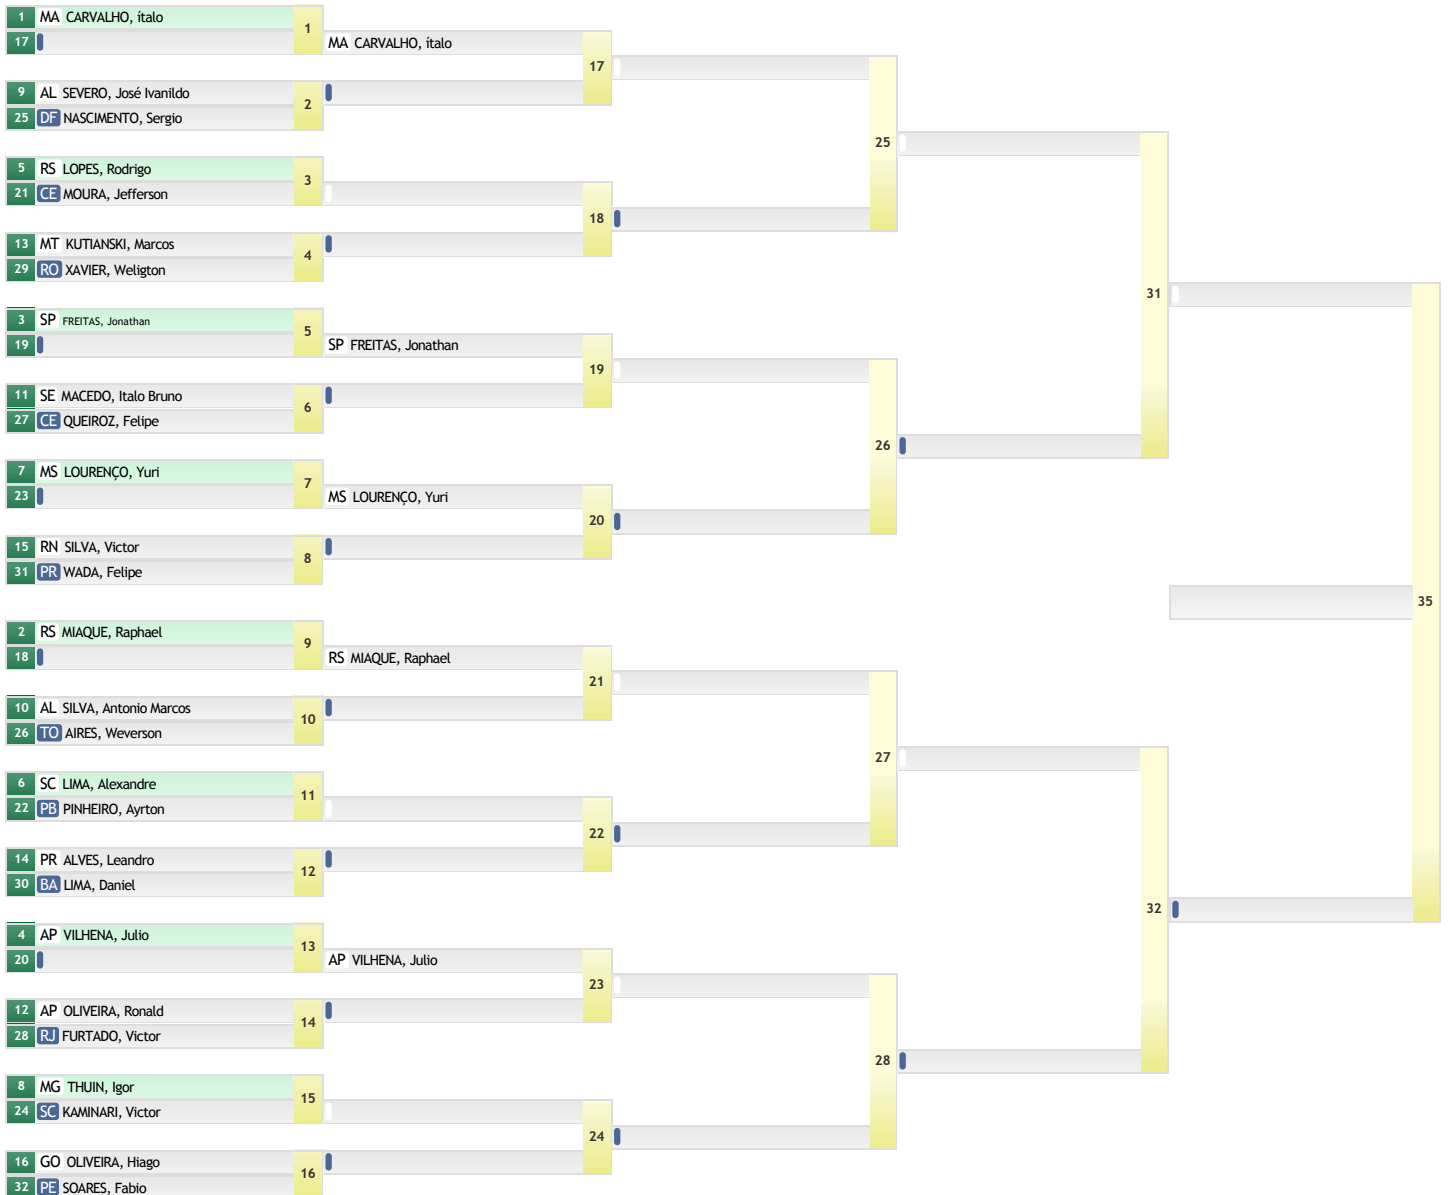 1 MA CARVALHO, ítalo
17
1
MA CARVALHO, ítalo
17
9 AL SEVERO, José Ivanildo
25 DF NASCIMENTO, Sergio
2
25
5 RS LOPES, Rodrigo
21 CE MOURA, Jefferson
3
18
13 MT KUTIANSKI, Marcos
29 RO XAVIER, Weligton
4
31
3 SP FREITAS, Jonathan
19
5
SP FREITAS, Jonathan
19
11 SE MACEDO, Italo Bruno
27 CE QUEIROZ, Felipe
6
26
7 MS LOURENÇO, Yuri
23
7
MS LOURENÇO, Yuri
20
15 RN SILVA, Victor
31 PR WADA, Felipe
8
35
2 RS MIAQUE, Raphael
18
9
RS MIAQUE, Raphael
21
10 AL SILVA, Antonio Marcos
26 TO AIRES, Weverson
10
27
6 SC LIMA, Alexandre
22 PB PINHEIRO, Ayrton
11
22
14 PR ALVES, Leandro
30 BA LIMA, Daniel
12
32
4 AP VILHENA, Julio
20
13
AP VILHENA, Julio
23
12 AP OLIVEIRA, Ronald
28 RJ FURTADO, Victor
14
28
8 MG THUIN, Igor
24 SC KAMINARI, Victor
15
24
16 GO OLIVEIRA, Hiago
32 PE SOARES, Fabio
16